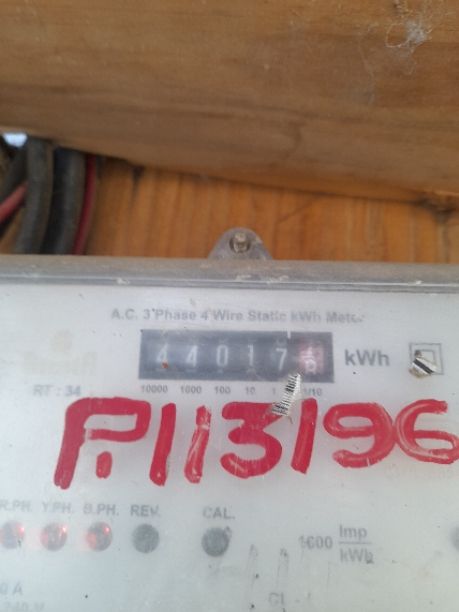 A.C. 3 Phase 4 Wire Static kWh Meter
44017 kWh
RT : 34
10000 1000 100 10 1 1/10
P.113196
R.PH. Y.PH. B.PH. REV. CAL.
1600 Imp
kWh